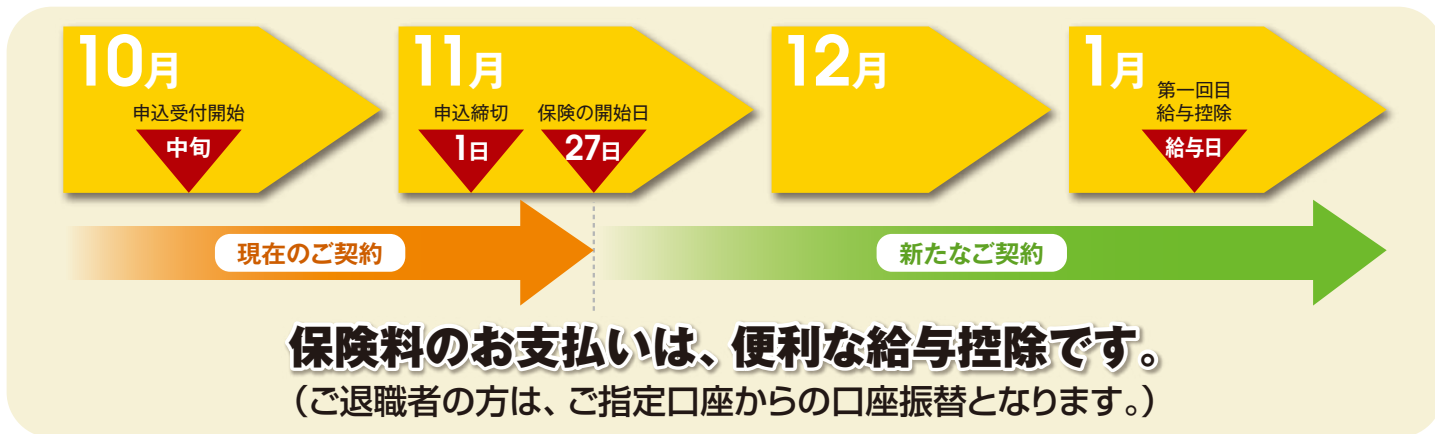 10月
申込受付開始
中旬
11月
申込締切
1日
保険の開始日
27日
12月
1月
第一回目
給与控除
給与日
現在のご契約
新たなご契約
保険料のお支払いは、便利な給与控除です。
（ご退職者の方は、ご指定口座からの口座振替となります。）